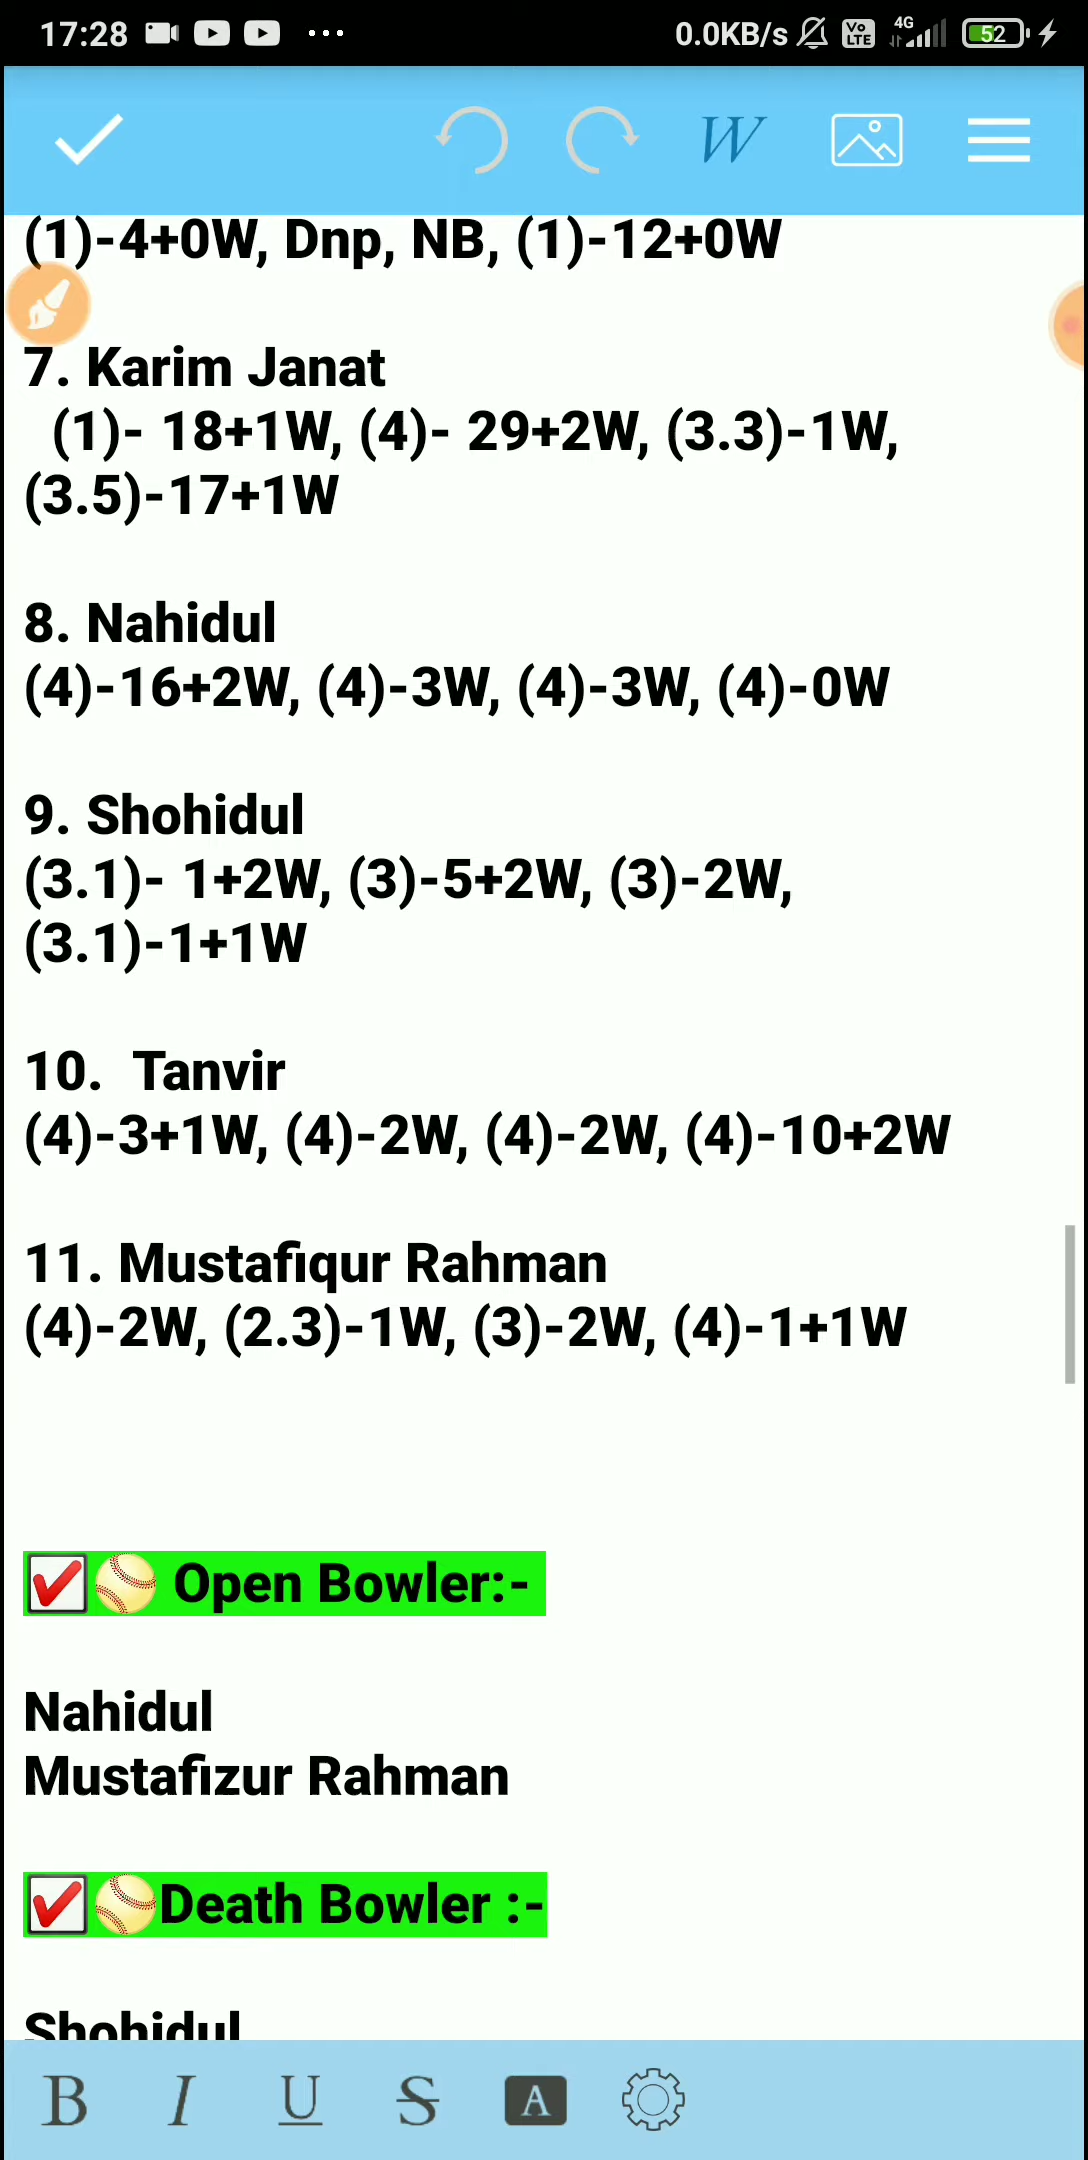 17:28 ... 0.0KB/s Vo LTE 4G 52
W
(1)-4+0W, Dnp, NB, (1)-12+0W
7. Karim Janat
(1)- 18+1W, (4)- 29+2W, (3.3)-1W,
(3.5)-17+1W
8. Nahidul
(4)-16+2W, (4)-3W, (4)-3W, (4)-0W
9. Shohidul
(3.1)- 1+2W, (3)-5+2W, (3)-2W,
(3.1)-1+1W
10. Tanvir
(4)-3+1W, (4)-2W, (4)-2W, (4)-10+2W
11. Mustafiqur Rahman
(4)-2W, (2.3)-1W, (3)-2W, (4)-1+1W
Open Bowler:-
Nahidul
Mustafizur Rahman
Death Bowler :-
Shohidul
B I U S A